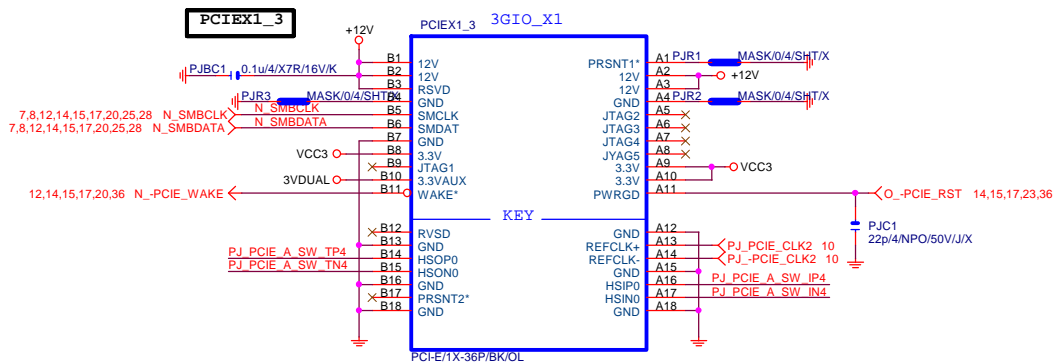 PCIEX1_3
PCIEX1_3 3GIO_X1
+12V
PJBC1 0.1u/4/X7R/16V/K
PJR3 MASK/0/4/SHT/X
7,8,12,14,15,17,20,25,28 N_SMBCLK N_SMBCLK
7,8,12,14,15,17,20,25,28 N_SMBDATA N_SMBDATA
VCC3
3VDUAL
12,14,15,17,20,36 N_-PCIE_WAKE
PJ_PCIE_A_SW_TP4
PJ_PCIE_A_SW_TN4
B1 12V
B2 12V
B3 RSVD
B4 GND
B5 SMCLK
B6 SMDAT
B7 GND
B8 3.3V
B9 JTAG1
B10 3.3VAUX
B11 WAKE*
KEY
B12 RVSD
B13 GND
B14 HSOP0
B15 HSON0
B16 GND
B17 PRSNT2*
B18 GND
PRSNT1* A1
12V A2
12V A3
GND A4
JTAG2 A5
JTAG3 A6
JTAG4 A7
JYAG5 A8
3.3V A9
3.3V A10
PWRGD A11
GND A12
REFCLK+ A13
REFCLK- A14
GND A15
HSIP0 A16
HSIN0 A17
GND A18
PJR1 MASK/0/4/SHT/X
+12V
PJR2 MASK/0/4/SHT/X
VCC3
O_-PCIE_RST 14,15,17,23,36
PJC1
22p/4/NPO/50V/J/X
PJ_PCIE_CLK2 10
PJ_-PCIE_CLK2 10
PJ_PCIE_A_SW_IP4
PJ_PCIE_A_SW_IN4
PCI-E/1X-36P/BK/OL